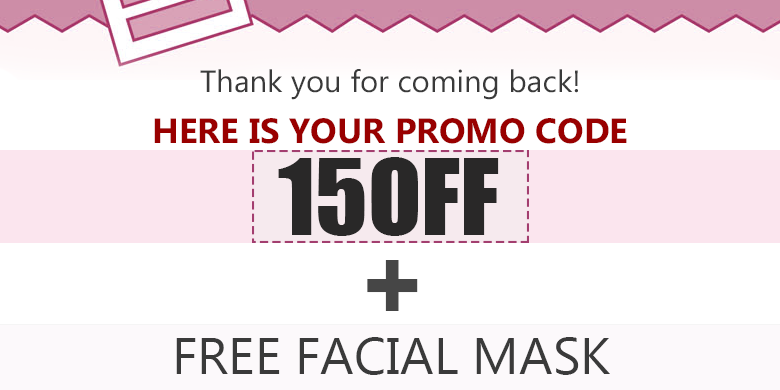 Thank you for coming back!
HERE IS YOUR PROMO CODE
15OFF
+
FREE FACIAL MASK